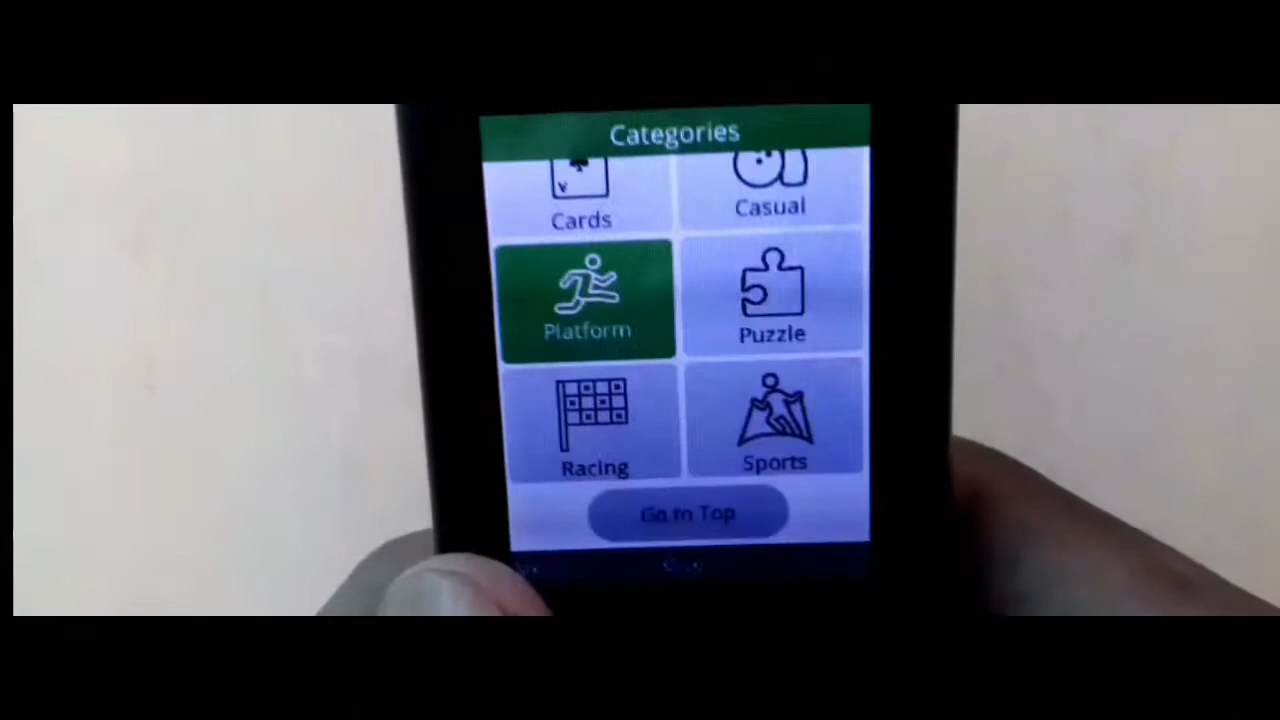 Categories
Cards
Casual
Platform
Puzzle
Racing
Sports
Go to Top